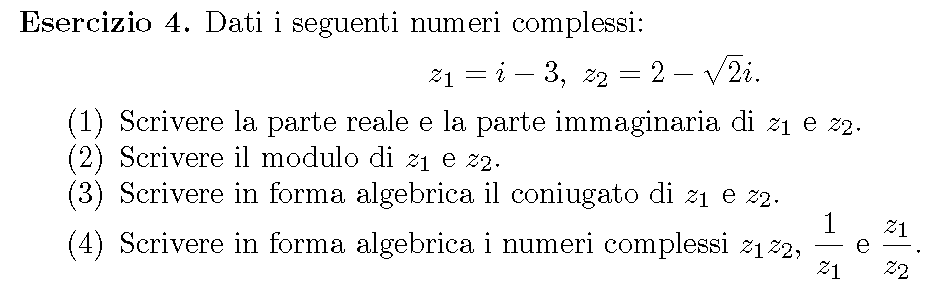 Esercizio 4. Dati i seguenti numeri complessi:
z₁ = i − 3, z₂ = 2 − √2i.
(1) Scrivere la parte reale e la parte immaginaria di z₁ e z₂.
(2) Scrivere il modulo di z₁ e z₂.
(3) Scrivere in forma algebrica il coniugato di z₁ e z₂.
(4) Scrivere in forma algebrica i numeri complessi z₁z₂, 1/z₁ e z₁/z₂.